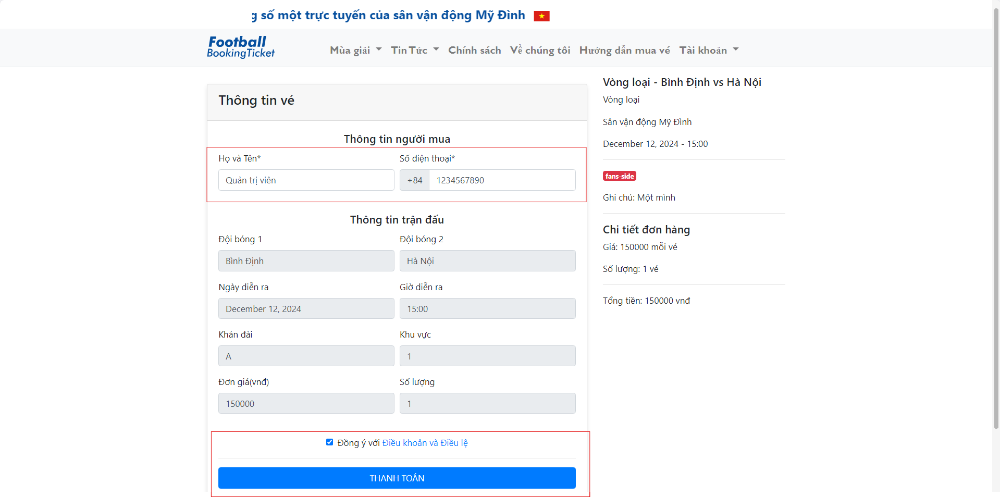 g số một trực tuyến của sân vận động Mỹ Đình
Football
BookingTicket
Mùa giải
Tin Tức
Chính sách
Về chúng tôi
Hướng dẫn mua vé
Tài khoản
Thông tin vé
Thông tin người mua
Họ và Tên*
Số điện thoại*
Quản trị viên
+84
1234567890
Thông tin trận đấu
Đội bóng 1
Đội bóng 2
Bình Định
Hà Nội
Ngày diễn ra
Giờ diễn ra
December 12, 2024
15:00
Khán đài
Khu vực
A
1
Đơn giá(vnđ)
Số lượng
150000
1
Đồng ý với Điều khoản và Điều lệ
THANH TOÁN
Vòng loại - Bình Định vs Hà Nội
Vòng loại
Sân vận động Mỹ Đình
December 12, 2024 - 15:00
fans-side
Ghi chú: Một mình
Chi tiết đơn hàng
Giá: 150000 mỗi vé
Số lượng: 1 vé
Tổng tiền: 150000 vnđ